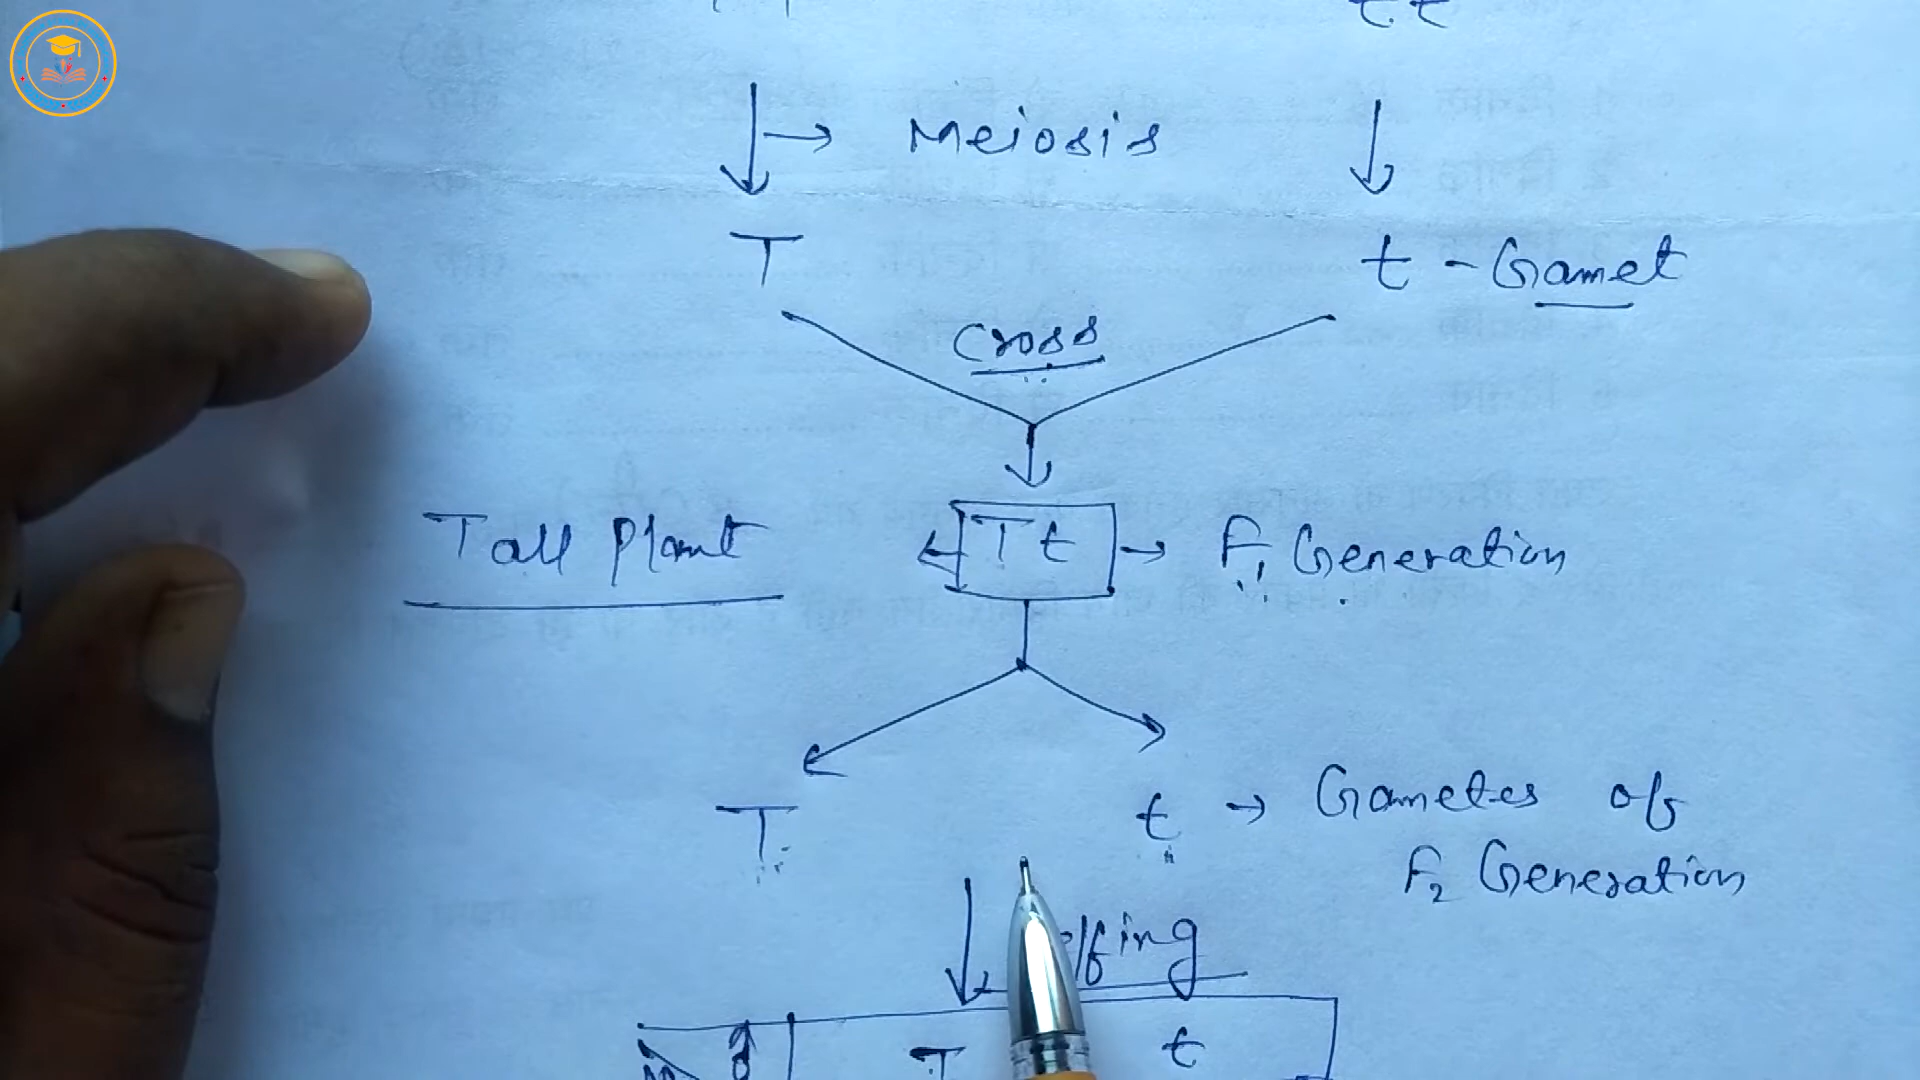 t t
→ Meiosis
T
t - Gamet
Cross
Tall Plant ← Tt → F1 Generation
T
t → Gametes of
F2 Generation
T t